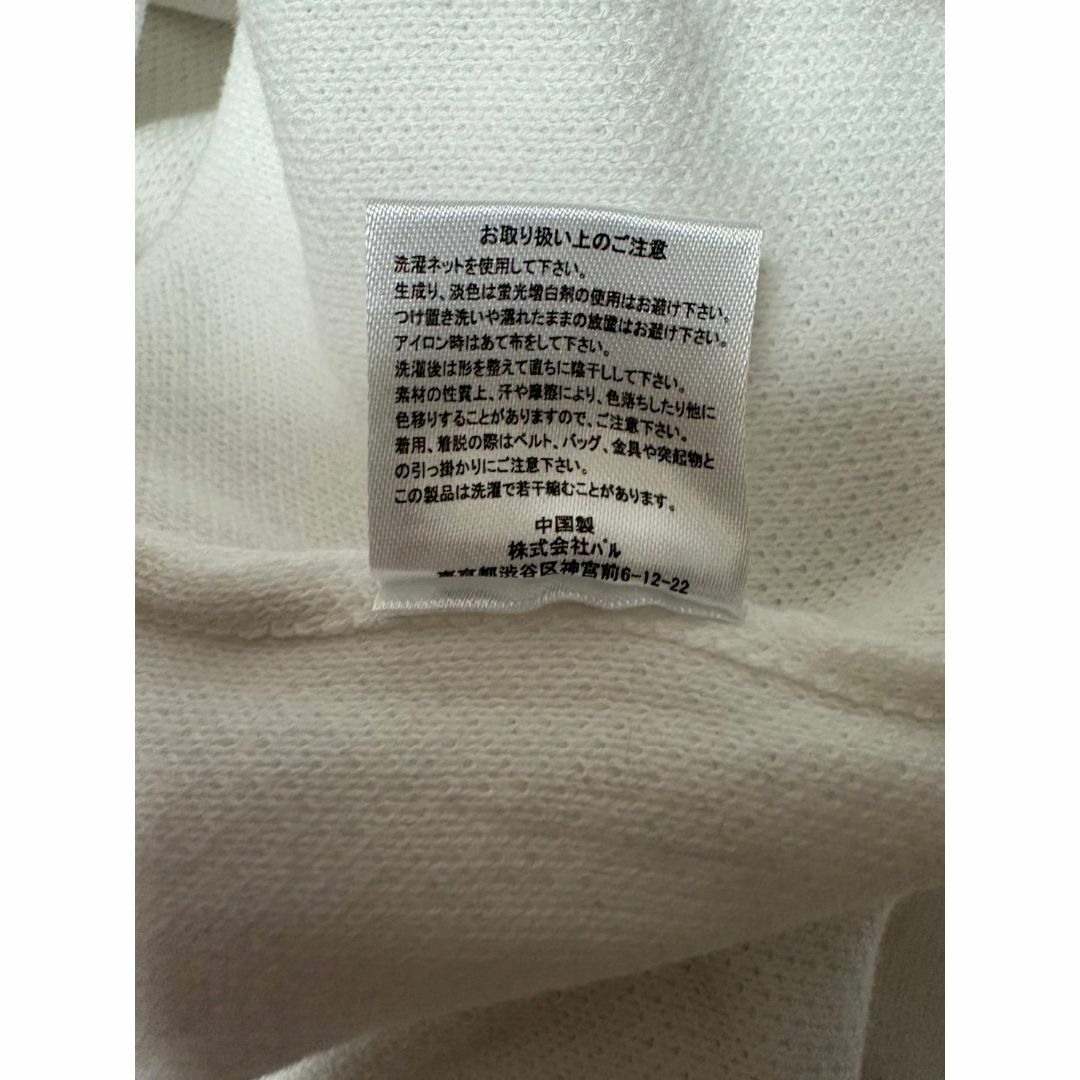 お取り扱い上のご注意
洗濯ネットを使用して下さい。
生成り、淡色は蛍光増白剤の使用はお避け下さい。
つけ置き洗いや濡れたままの放置はお避け下さい。
アイロン時はあて布をして下さい。
洗濯後は形を整えて直ちに陰干しして下さい。
素材の性質上、汗や摩擦により、色落ちしたり他に
色移りすることがありますので、ご注意下さい。
着用、着脱の際はベルト、バッグ、金具や突起物と
の引っ掛かりにご注意下さい。
この製品は洗濯で若干縮むことがあります。
中国製
株式会社パル
東京都渋谷区神宮前6-12-22